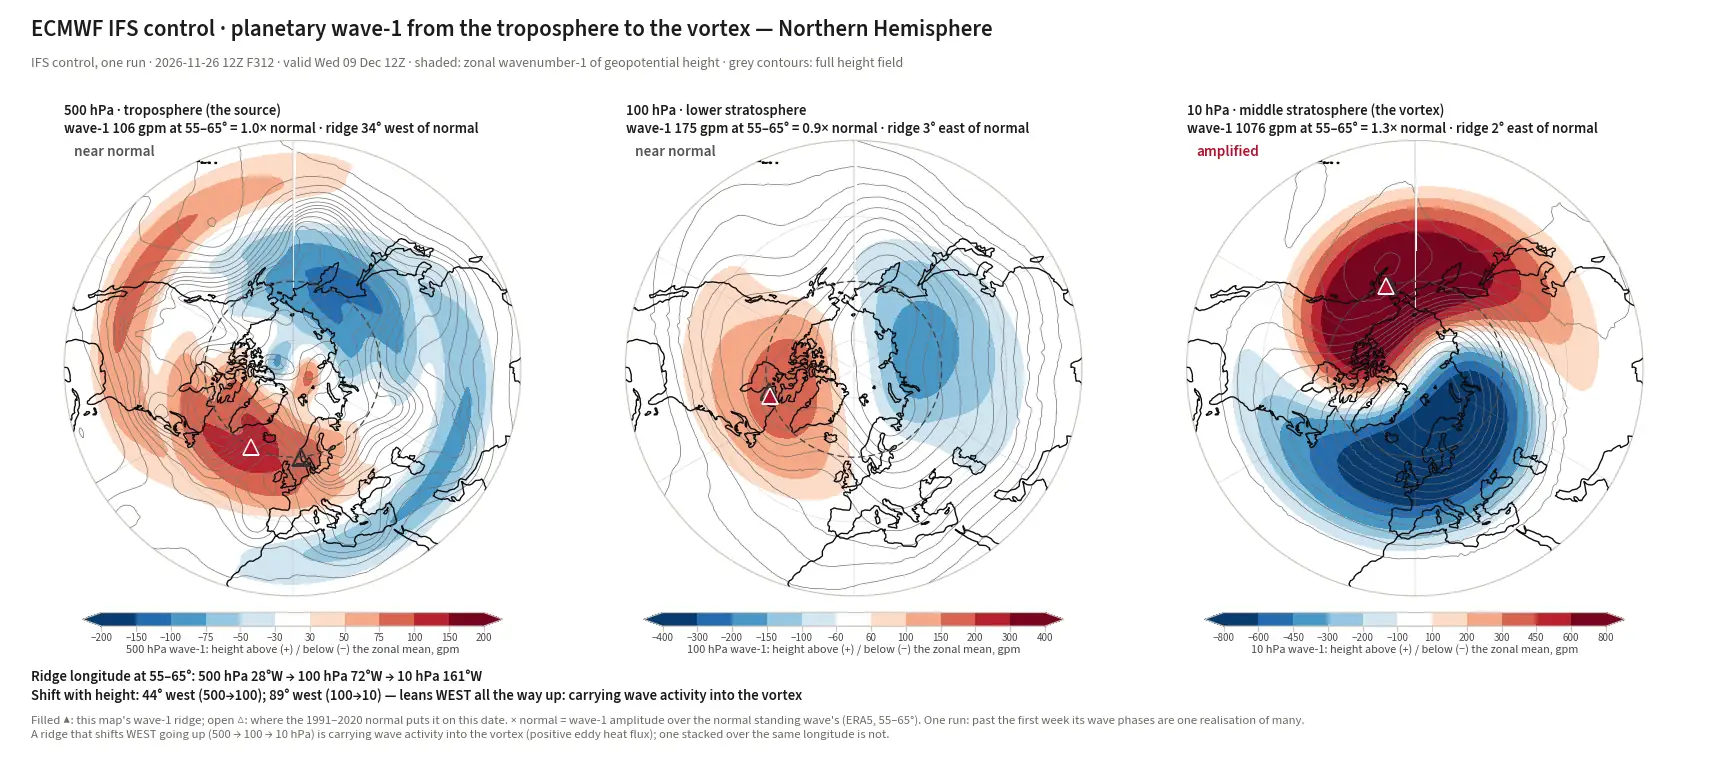 ECMWF IFS control · planetary wave-1 from the troposphere to the vortex — Northern Hemisphere
IFS control, one run · 2026-11-26 12Z F312 · valid Wed 09 Dec 12Z · shaded: zonal wavenumber-1 of geopotential height · grey contours: full height field
500 hPa · troposphere (the source)
wave-1 106 gpm at 55–65° = 1.0× normal · ridge 34° west of normal
near normal
100 hPa · lower stratosphere
wave-1 175 gpm at 55–65° = 0.9× normal · ridge 3° east of normal
near normal
10 hPa · middle stratosphere (the vortex)
wave-1 1076 gpm at 55–65° = 1.3× normal · ridge 2° east of normal
amplified
−200 −150 −100 −75 −50 −30 30 50 75 100 150 200
500 hPa wave-1: height above (+) / below (−) the zonal mean, gpm
−400 −300 −200 −150 −100 −60 60 100 150 200 300 400
100 hPa wave-1: height above (+) / below (−) the zonal mean, gpm
−800 −600 −450 −300 −200 −100 100 200 300 450 600 800
10 hPa wave-1: height above (+) / below (−) the zonal mean, gpm
Ridge longitude at 55–65°: 500 hPa 28°W → 100 hPa 72°W → 10 hPa 161°W
Shift with height: 44° west (500→100); 89° west (100→10) — leans WEST all the way up: carrying wave activity into the vortex
Filled ▲: this map's wave-1 ridge; open △: where the 1991–2020 normal puts it on this date. × normal = wave-1 amplitude over the normal standing wave's (ERA5, 55–65°). One run: past the first week its wave phases are one realisation of many.
A ridge that shifts WEST going up (500 → 100 → 10 hPa) is carrying wave activity into the vortex (positive eddy heat flux); one stacked over the same longitude is not.